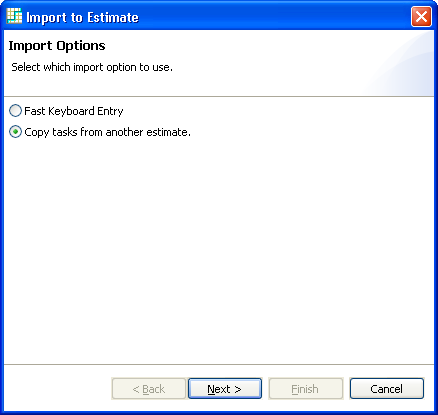 Import to Estimate
Import Options
Select which import option to use.
Fast Keyboard Entry
Copy tasks from another estimate.
< Back Next > Finish Cancel